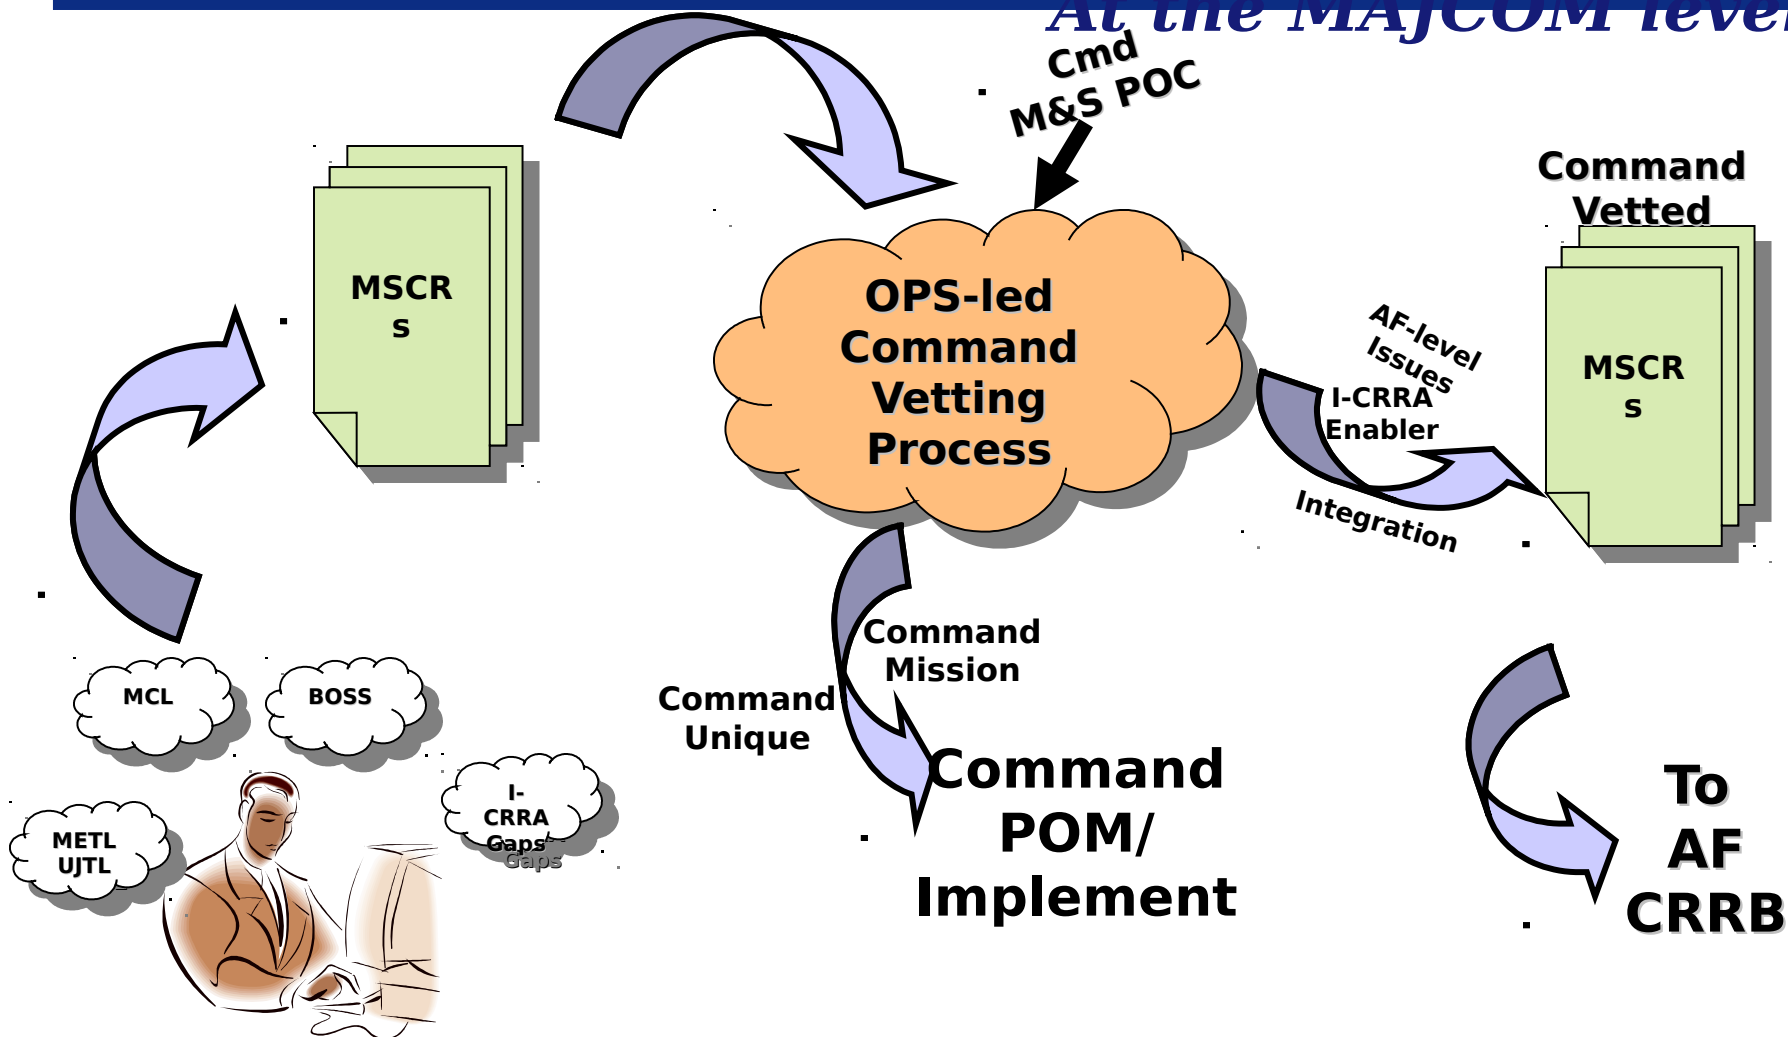 At the MAJCOM level
Cmd
M&S POC
MSCR
s
OPS-led
Command
Vetting
Process
Command
Vetted
MSCR
s
AF-level
Issues
I-CRRA
Enabler
Integration
Command
Mission
Command
Unique
Command
POM/
Implement
To
AF
CRRB
MCL
BOSS
I-
CRRA
Gaps
METL
UJTL